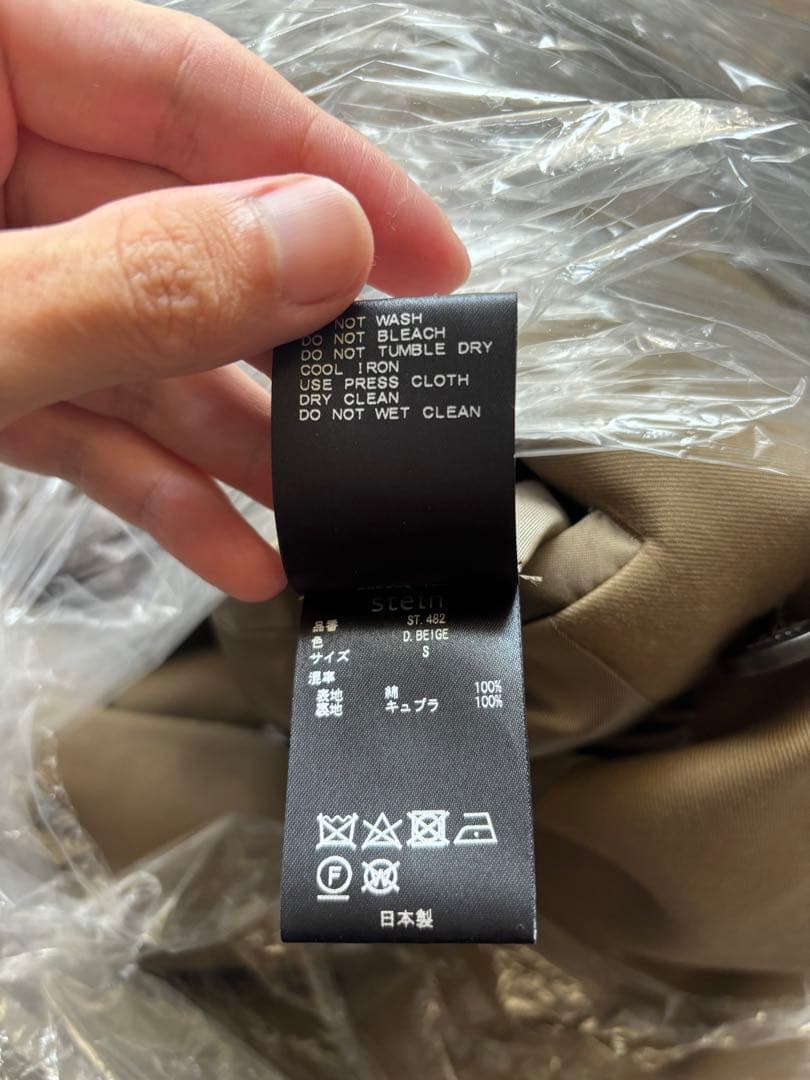 NOT WASH
DO NOT BLEACH
DO NOT TUMBLE DRY
COOL IRON
USE PRESS CLOTH
DRY CLEAN
DO NOT WET CLEAN
stein
品番 ST. 482
色 D. BEIGE
サイズ S
混率
表地 綿 100%
裏地 キュプラ 100%
F W
日本製